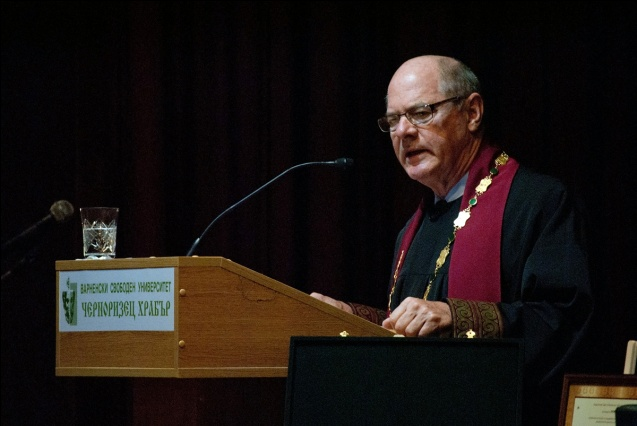 ВАРНЕНСКИ СВОБОДЕН УНИВЕРСИТЕТ
ЧЕРНОРИЗЕЦ ХРАБЪР